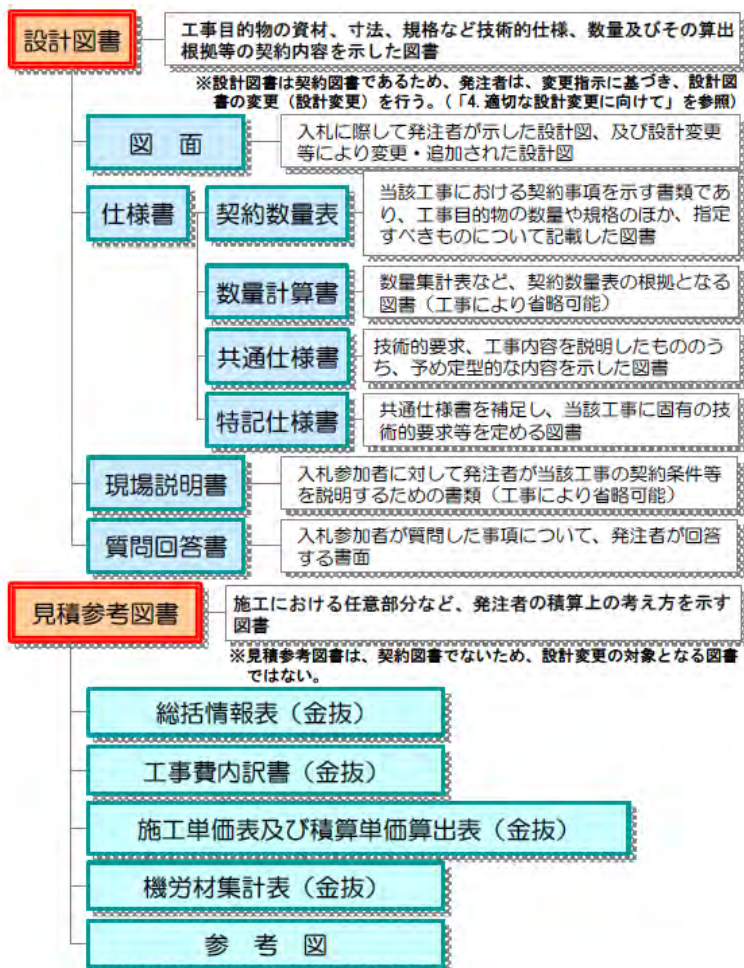 設計図書
工事目的物の資材、寸法、規格など技術的仕様、数量及びその算出
根拠等の契約内容を示した図書
※設計図書は契約図書であるため、発注者は、変更指示に基づき、設計図
書の変更（設計変更）を行う。(「4.適切な設計変更に向けて」を参照)
図　面
入札に際して発注者が示した設計図、及び設計変更
等により変更・追加された設計図
仕様書
契約数量表
当該工事における契約事項を示す書類であ
り、工事目的物の数量や規格のほか、指定
すべきものについて記載した図書
数量計算書
数量集計表など、契約数量表の根拠となる
図書（工事により省略可能）
共通仕様書
技術的要求、工事内容を説明したもののう
ち、予め定型的な内容を示した図書
特記仕様書
共通仕様書を補足し、当該工事に固有の技
術的要求等を定める図書
現場説明書
入札参加者に対して発注者が当該工事の契約条件等
を説明するための書類（工事により省略可能）
質問回答書
入札参加者が質問した事項について、発注者が回答
する書面
見積参考図書
施工における任意部分など、発注者の積算上の考え方を示す
図書
※見積参考図書は、契約図書でないため、設計変更の対象となる図書
ではない。
総括情報表（金抜）
工事費内訳書（金抜）
施工単価表及び積算単価算出表（金抜）
機労材集計表（金抜）
参　考　図